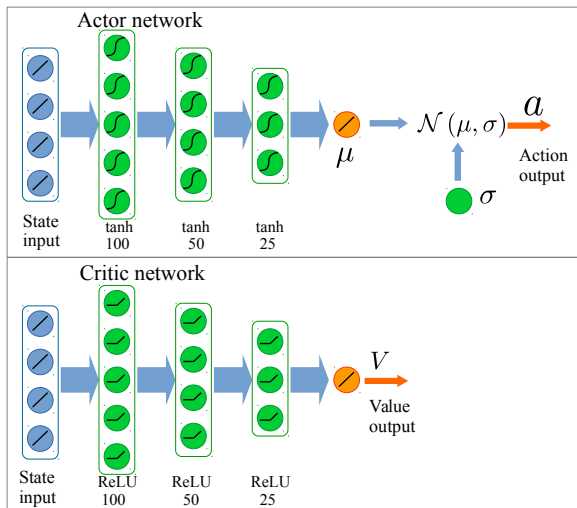 Actor network
μ
𝒩(μ, σ)
a
Action
output
σ
State
input
tanh
100
tanh
50
tanh
25
Critic network
V
Value
output
State
input
ReLU
100
ReLU
50
ReLU
25